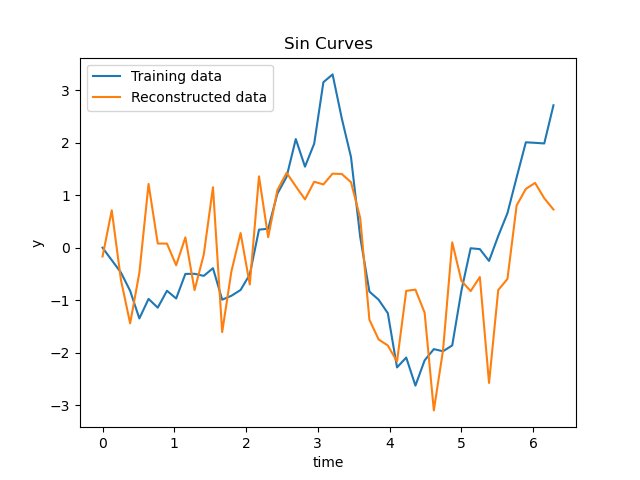 Sin Curves
Training data
Reconstructed data
3
2
1
0
−1
−2
−3
y
0 1 2 3 4 5 6
time